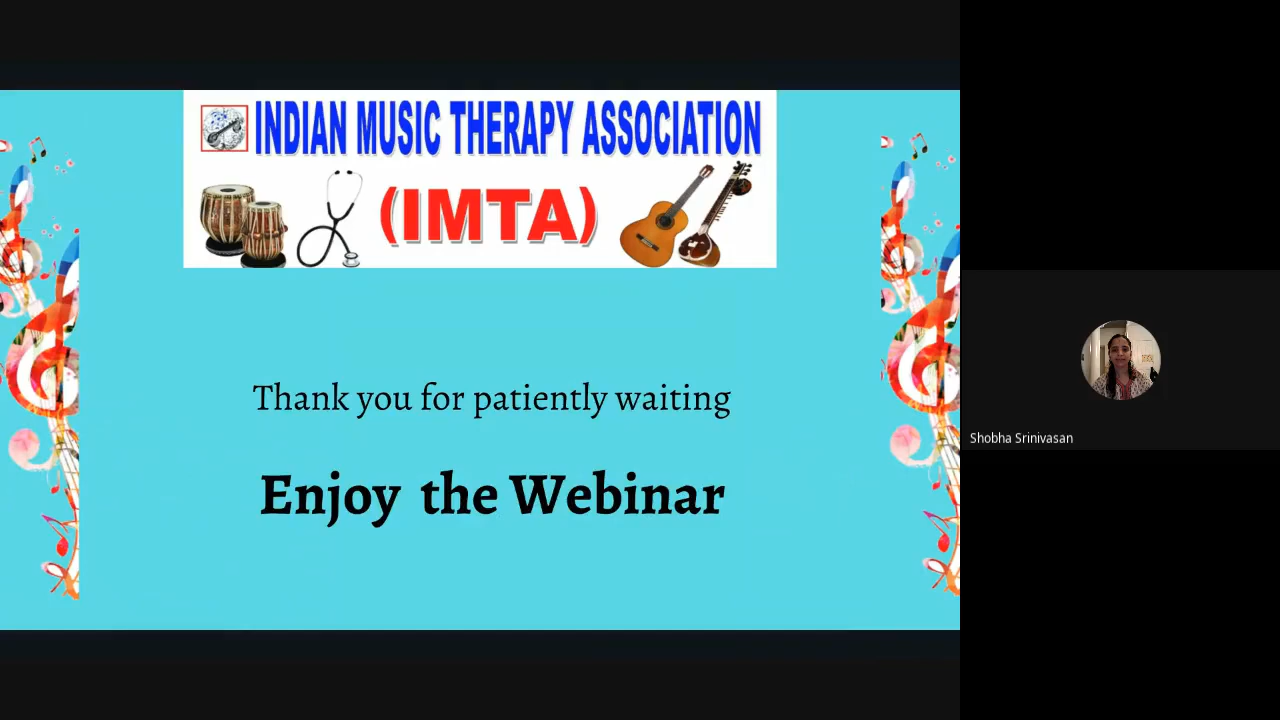 INDIAN MUSIC THERAPY ASSOCIATION
(IMTA)
Thank you for patiently waiting
Enjoy the Webinar
Shobha Srinivasan